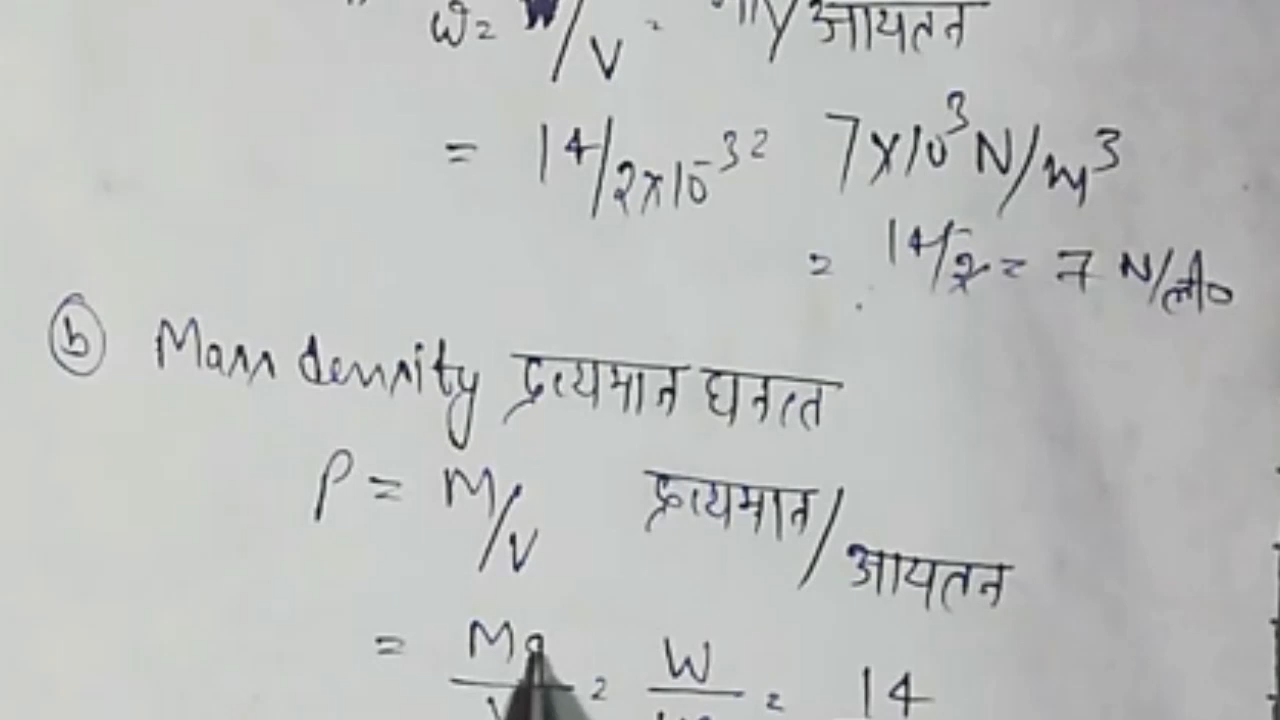 ω = W/V = /आयतन
= 14/2×10⁻³ = 7×10³ N/m³
= 14/2 = 7 N/ली०
(b) Mass density द्रव्यमान घनत्व
ρ = M/V द्रव्यमान/आयतन
= M = W = 14